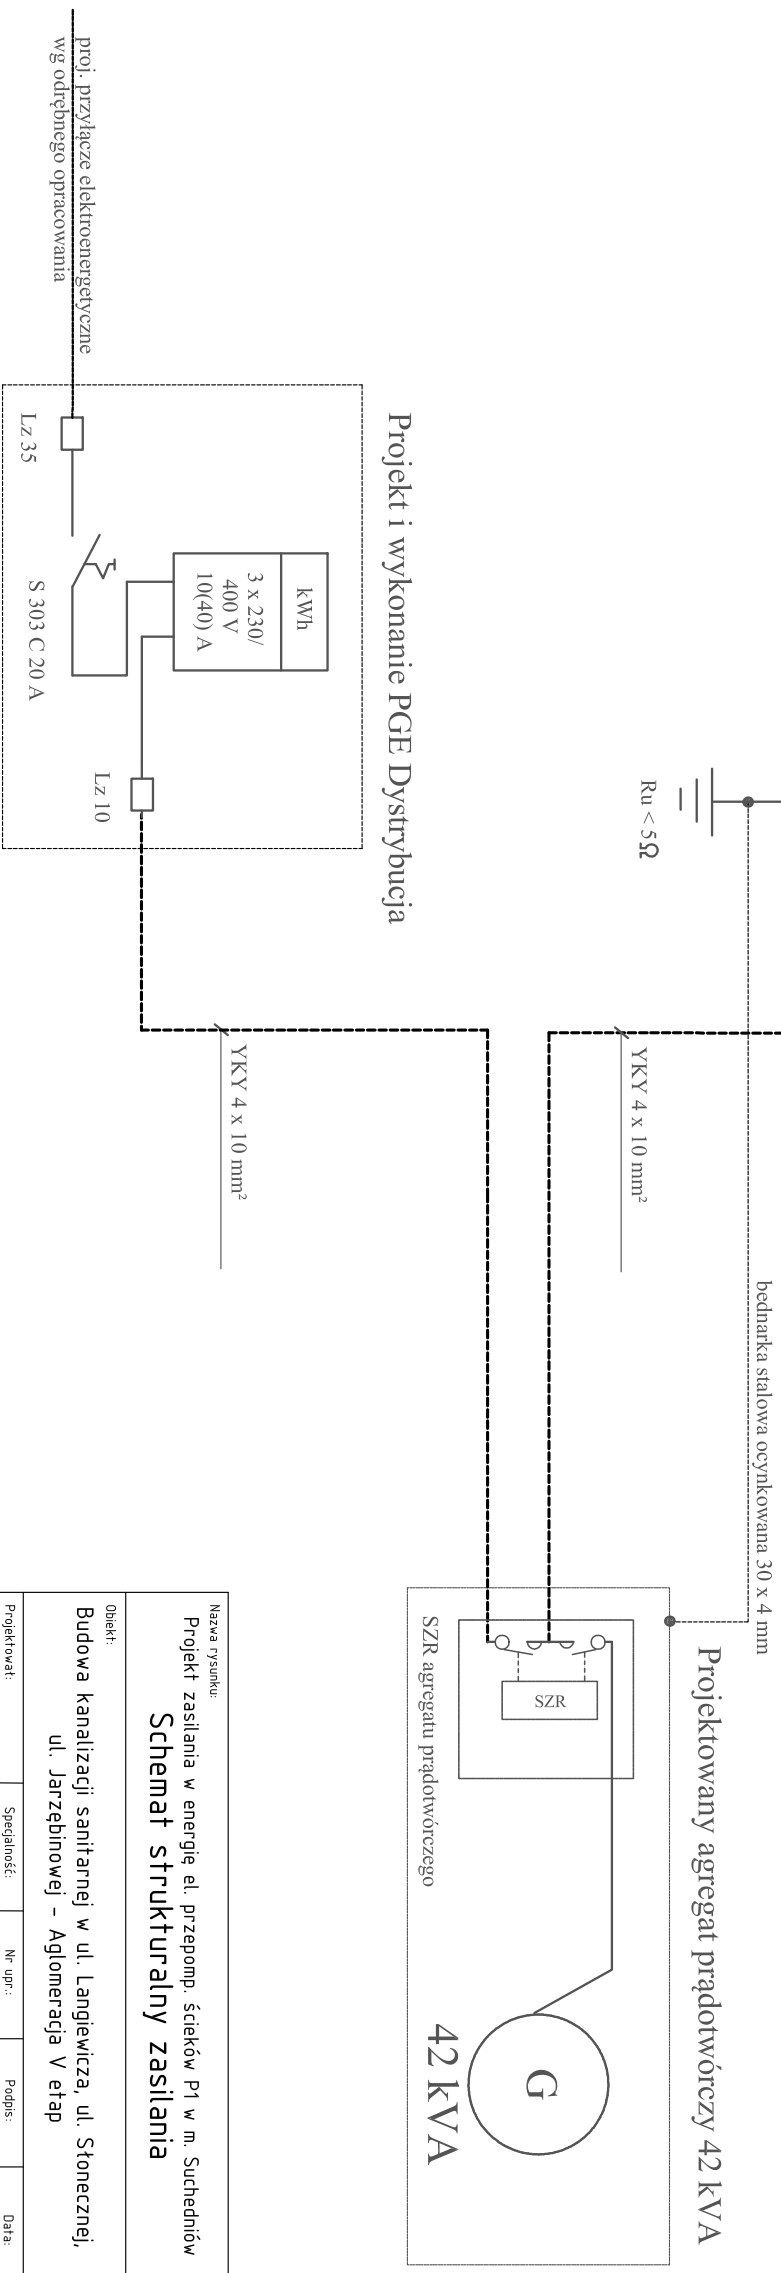 bednarka stalowa ocynkowana 30 x 4 mm
Projektowany agregat prądotwórczy 42 kVA
Ru < 5 Ω
YKY 4 x 10 mm²
SZR
SZR agregatu prądotwórczego
G
42 kVA
Projekt i wykonanie PGE Dystrybucja
kWh
3 x 230/
400 V
10(40) A
Lz 10
S 303 C 20 A
Lz 35
YKY 4 x 10 mm²
proj. przyłącze elektroenergetyczne
wg odrębnego opracowania
Nazwa rysunku:
Projekt zasilania w energię el. przepomp. ścieków P1 w m. Suchedniów
Schemat strukturalny zasilania
Obiekt:
Budowa kanalizacji sanitarnej w ul. Langiewicza, ul. Słonecznej,
ul. Jarzębinowej - Aglomeracja V etap
Projektował:
Specjalność:
Nr upr.:
Podpis:
Data: